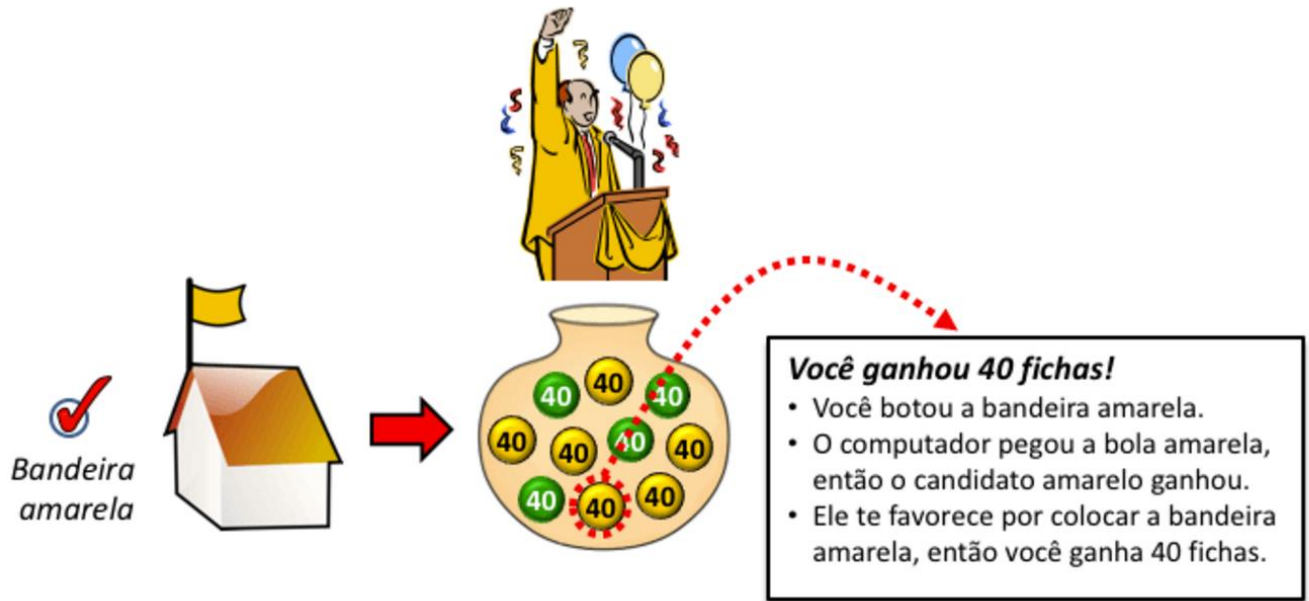 Bandeira
amarela
40
40 40
40 40 40 40
40 40 40
Você ganhou 40 fichas!
• Você botou a bandeira amarela.
• O computador pegou a bola amarela,
então o candidato amarelo ganhou.
• Ele te favorece por colocar a bandeira
amarela, então você ganha 40 fichas.